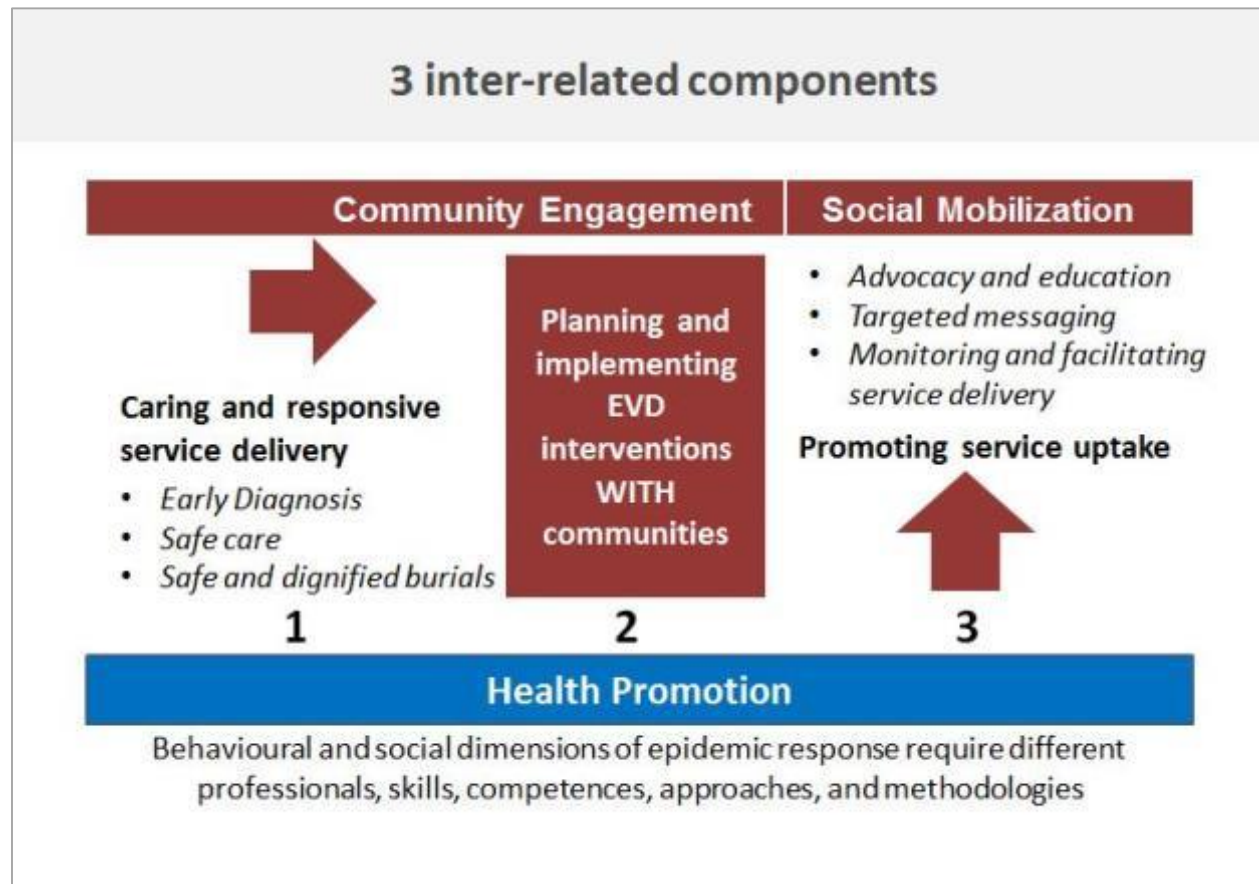 3 inter-related components
Community Engagement
Social Mobilization
Caring and responsive
service delivery
• Early Diagnosis
• Safe care
• Safe and dignified burials
1
Planning and
implementing
EVD
interventions
WITH
communities
2
• Advocacy and education
• Targeted messaging
• Monitoring and facilitating
service delivery
Promoting service uptake
3
Health Promotion
Behavioural and social dimensions of epidemic response require different
professionals, skills, competences, approaches, and methodologies